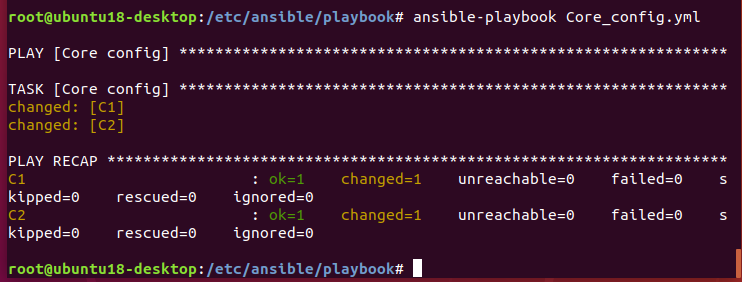 root@ubuntu18-desktop:/etc/ansible/playbook# ansible-playbook Core_config.yml
PLAY [Core config] *************************************************************
TASK [Core config] *************************************************************
changed: [C1]
changed: [C2]
PLAY RECAP *********************************************************************
C1                         : ok=1    changed=1    unreachable=0    failed=0    s
kipped=0    rescued=0    ignored=0
C2                         : ok=1    changed=1    unreachable=0    failed=0    s
kipped=0    rescued=0    ignored=0
root@ubuntu18-desktop:/etc/ansible/playbook#